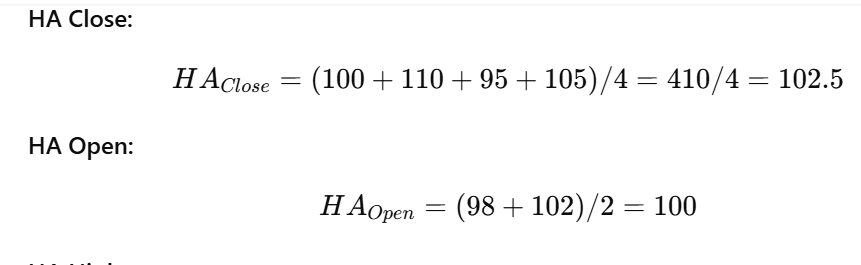 HA Close:
HA_Close = (100 + 110 + 95 + 105)/4 = 410/4 = 102.5
HA Open:
HA_Open = (98 + 102)/2 = 100